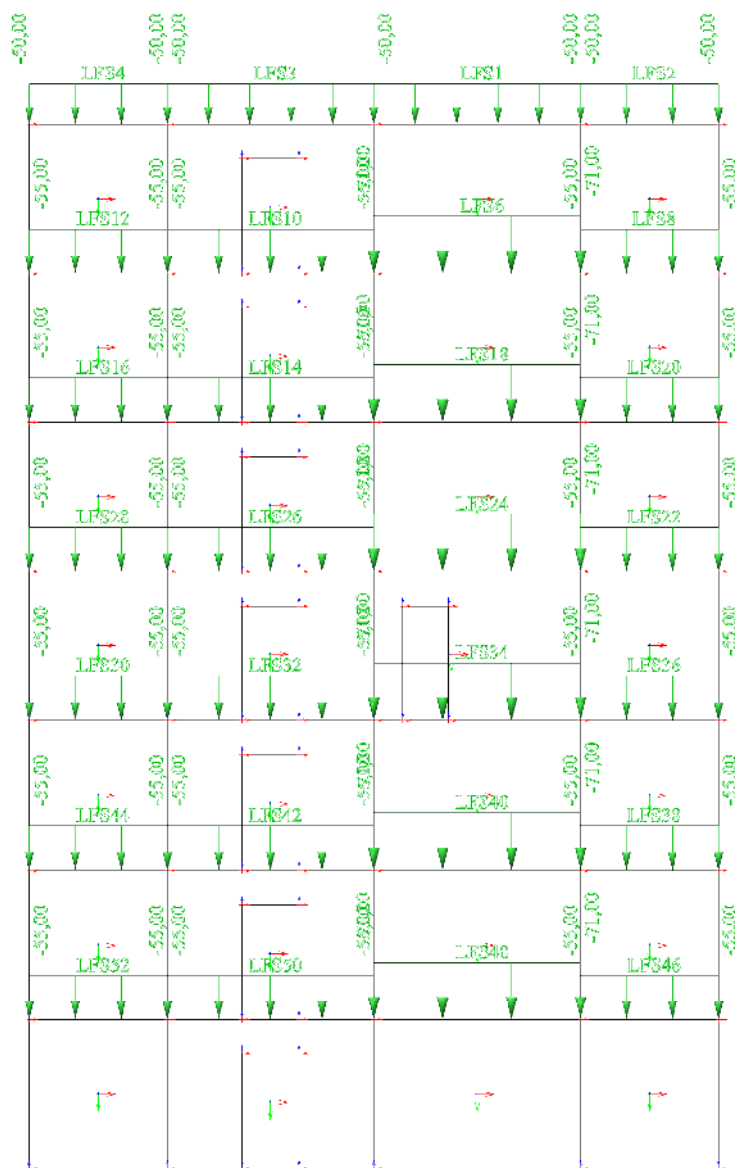 -50,00 -50,00 -50,00 -50,00 -50,00 -50,00 -50,00
LFS4 LFS3 LFS1 LFS2
-55,00 -55,00 -55,00 -55,00 -71,00 -55,00
LFS12 LFS10 LFS6 LFS8
-55,00 -55,00 -55,00 -55,00 -71,00 -55,00
LFS16 LFS14 LFS18 LFS20
-55,00 -55,00 -55,00 -55,00 -71,00 -55,00
LFS28 LFS26 LFS24 LFS22
-55,00 -55,00 -55,00 -55,00 -71,00 -55,00
LFS30 LFS32 LFS34 LFS36
-55,00 -55,00 -55,00 -55,00 -71,00 -55,00
LFS44 LFS42 LFS40 LFS38
-55,00 -55,00 -55,00 -55,00 -71,00 -55,00
LFS52 LFS50 LFS48 LFS46